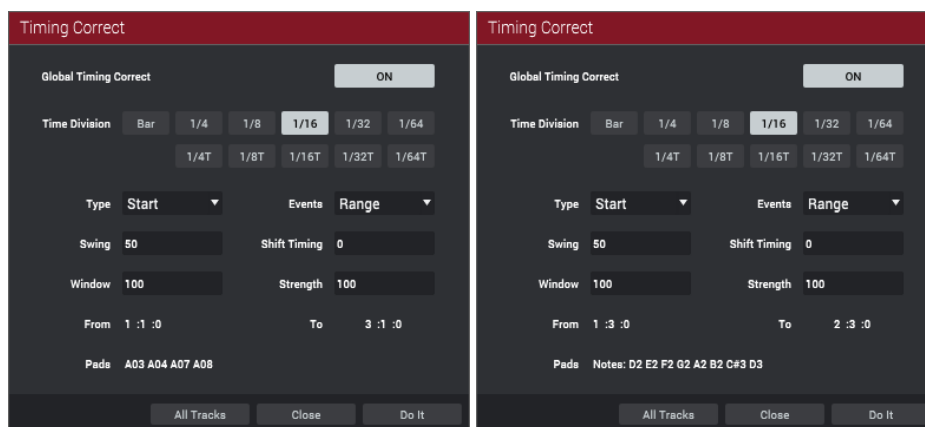 Timing Correct
Global Timing Correct ON
Time Division Bar 1/4 1/8 1/16 1/32 1/64
1/4T 1/8T 1/16T 1/32T 1/64T
Type Start Events Range
Swing 50 Shift Timing 0
Window 100 Strength 100
From 1 :1 :0 To 3 :1 :0
Pads A03 A04 A07 A08
All Tracks Close Do It
Timing Correct
Global Timing Correct ON
Time Division Bar 1/4 1/8 1/16 1/32 1/64
1/4T 1/8T 1/16T 1/32T 1/64T
Type Start Events Range
Swing 50 Shift Timing 0
Window 100 Strength 100
From 1 :3 :0 To 2 :3 :0
Pads Notes: D2 E2 F2 G2 A2 B2 C#3 D3
All Tracks Close Do It